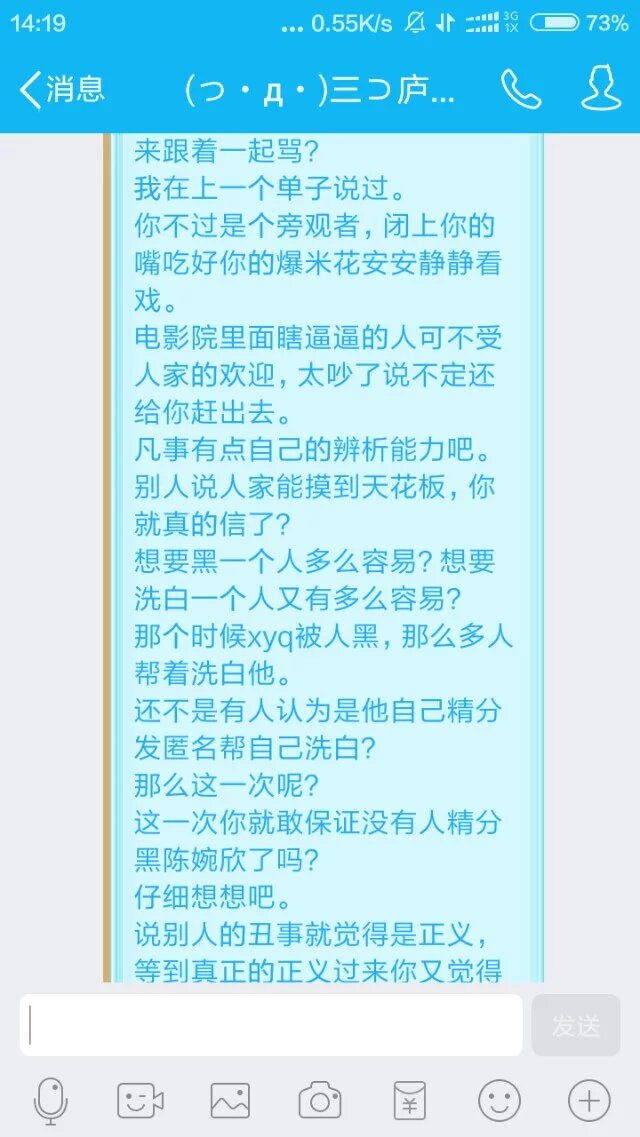 14:19
... 0.55K/s
3G
1X
73%
消息
(っ・д・)三⊃庐...
来跟着一起骂?
我在上一个单子说过。
你不过是个旁观者,闭上你的
嘴吃好你的爆米花安安静静看
戏。
电影院里面瞎逼逼的人可不受
人家的欢迎,太吵了说不定还
给你赶出去。
凡事有点自己的辨析能力吧。
别人说人家能摸到天花板,你
就真的信了?
想要黑一个人多么容易?想要
洗白一个人又有多么容易?
那个时候xyq被人黑,那么多人
帮着洗白他。
还不是有人认为是他自己精分
发匿名帮自己洗白?
那么这一次呢?
这一次你就敢保证没有人精分
黑陈婉欣了吗?
仔细想想吧。
说别人的丑事就觉得是正义,
等到真正的正义过来你又觉得
发送
¥